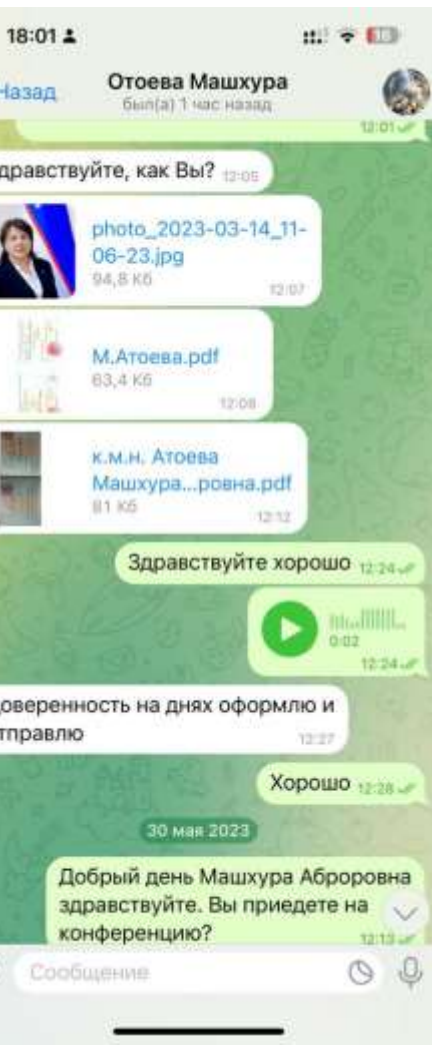 18:01
18
Назад
Отоева Машхура
был(а) 1 час назад
12:01
дравствуйте, как Вы? 12:05
photo_2023-03-14_11-
06-23.jpg
94,8 Кб
12:07
М.Атоева.pdf
63,4 Кб
12:08
к.м.н. Атоева
Машхура...ровна.pdf
81 Кб
12:12
Здравствуйте хорошо 12:24
0:02
12:24
оверенность на днях оформлю и
тправлю
12:27
Хорошо 12:28
30 мая 2023
Добрый день Машхура Аброровна
здравствуйте. Вы приедете на
конференцию?
12:13
Сообщение